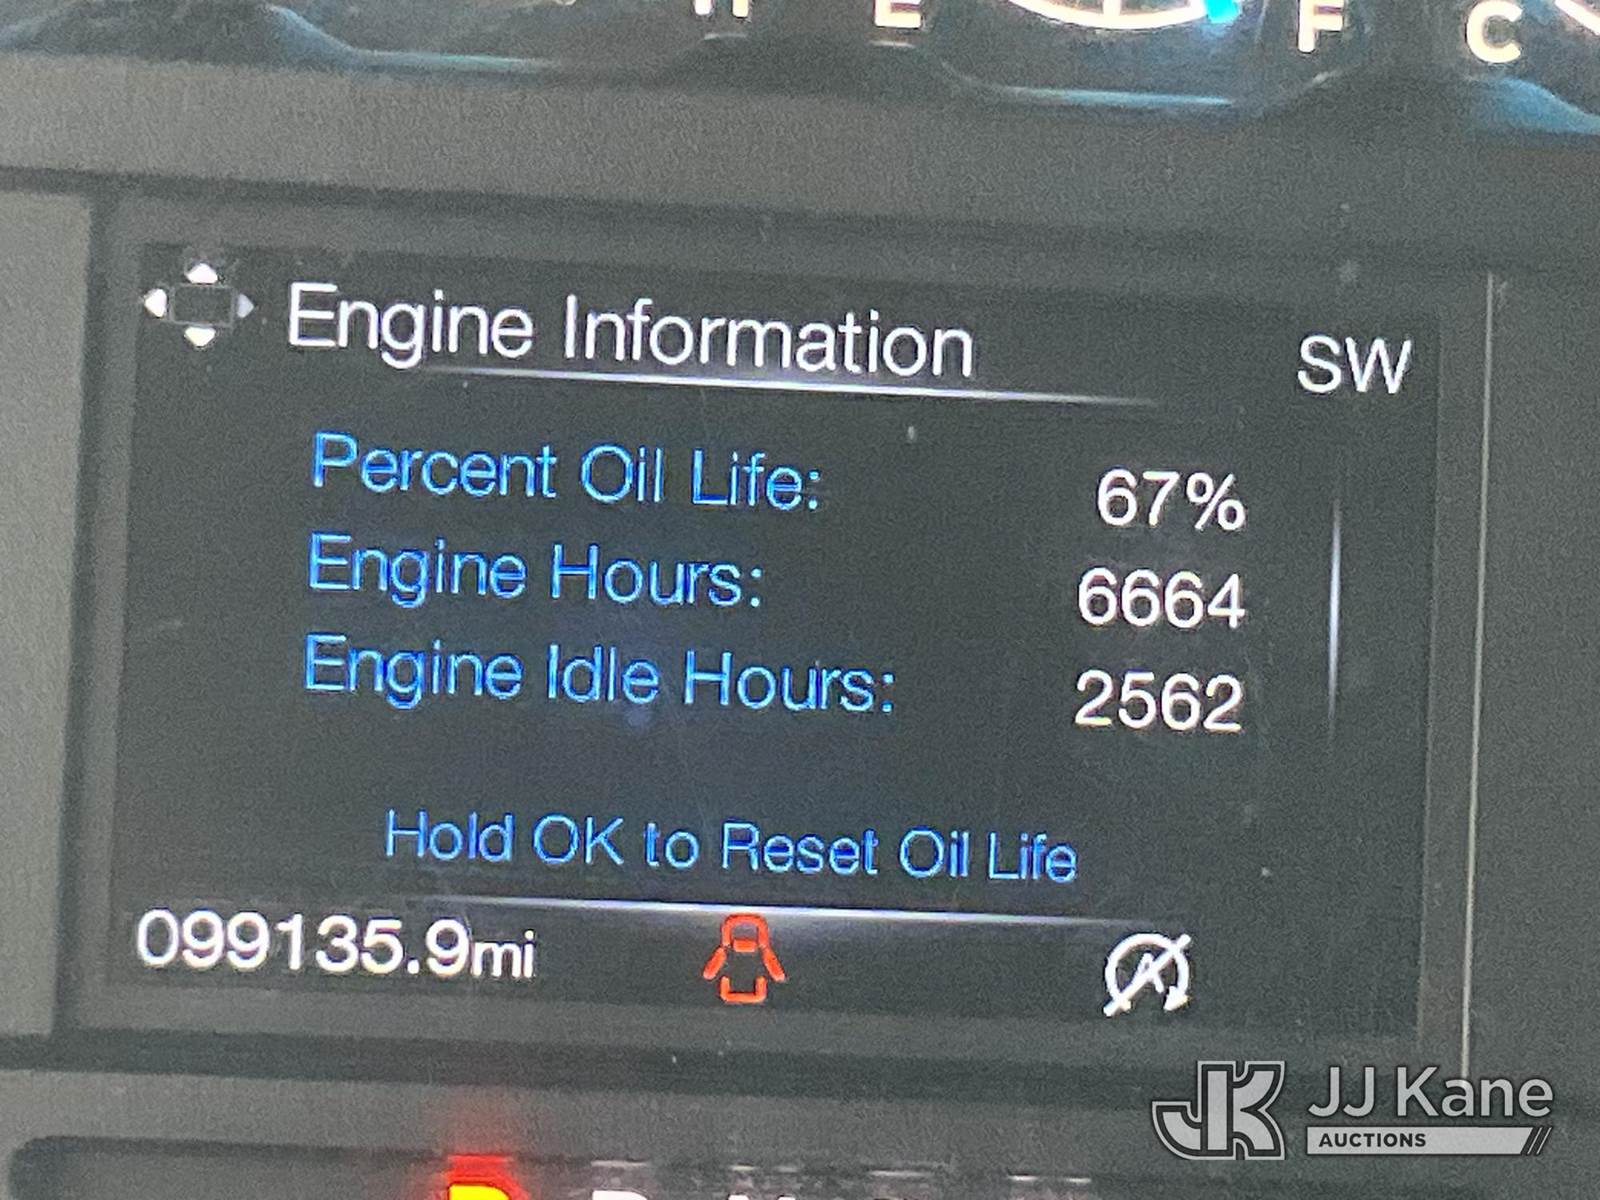 H E F C
Engine Information SW
Percent Oil Life: 67%
Engine Hours: 6664
Engine Idle Hours: 2562
Hold OK to Reset Oil Life
099135.9mi
JJ Kane
AUCTIONS